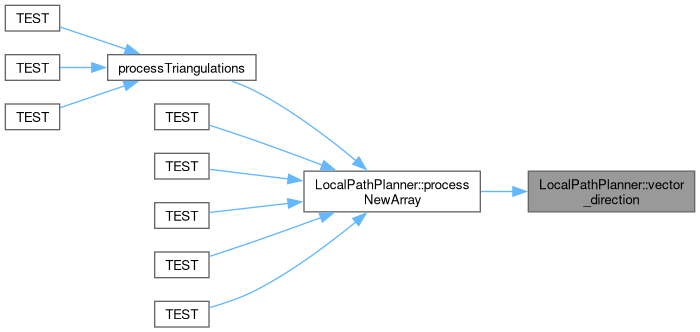 TEST
TEST
TEST
processTriangulations
TEST
TEST
TEST
TEST
TEST
LocalPathPlanner::process
NewArray
LocalPathPlanner::vector
_direction